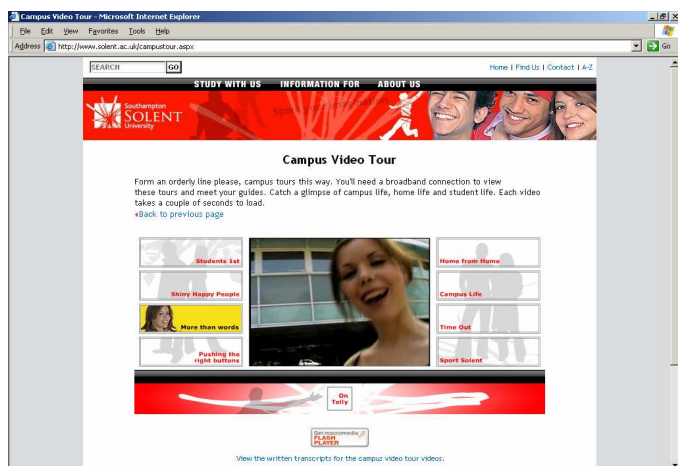 Campus Video Tour - Microsoft Internet Explorer
File Edit View Favorites Tools Help
Address http://www.solent.ac.uk/campustour.aspx Go
SEARCH GO Home | Find Us | Contact | A-Z
STUDY WITH US INFORMATION FOR ABOUT US
Southampton
SOLENT
University
Spark your imagination
Campus Video Tour
Form an orderly line please, campus tours this way. You'll need a broadband connection to view
these tours and meet your guides. Catch a glimpse of campus life, home life and student life. Each video
takes a couple of seconds to load.
Back to previous page
Students 1st
Shiny Happy People
More than words
Pushing the
right buttons
Home from Home
Campus Life
Time Out
Sport Solent
On
Telly
Get macromedia
FLASH
PLAYER
View the written transcripts for the campus video tour videos.